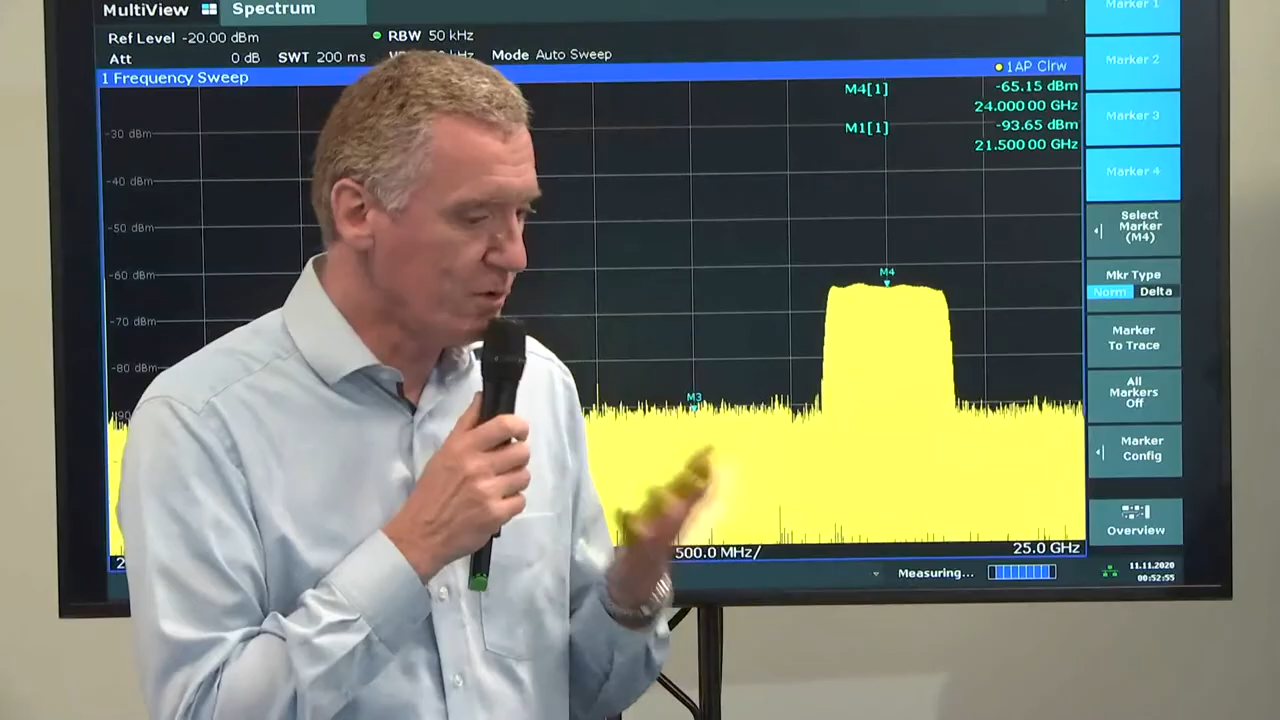 MultiView Spectrum
Ref Level -20.00 dBm RBW 50 kHz
Att 0 dB SWT 200 ms kHz Mode Auto Sweep
1 Frequency Sweep 1AP Clrw
M4[1] -65.15 dBm
24.000 00 GHz
M1[1] -93.65 dBm
21.500 00 GHz
-30 dBm
-40 dBm
-50 dBm
-60 dBm
-70 dBm
-80 dBm
M4
M3
500.0 MHz/ 25.0 GHz
Measuring...
11.11.2020
00:52:55
Marker 1
Marker 2
Marker 3
Marker 4
Select
Marker
(M4)
Mkr Type
Norm Delta
Marker
To Trace
All
Markers
Off
Marker
Config
Overview